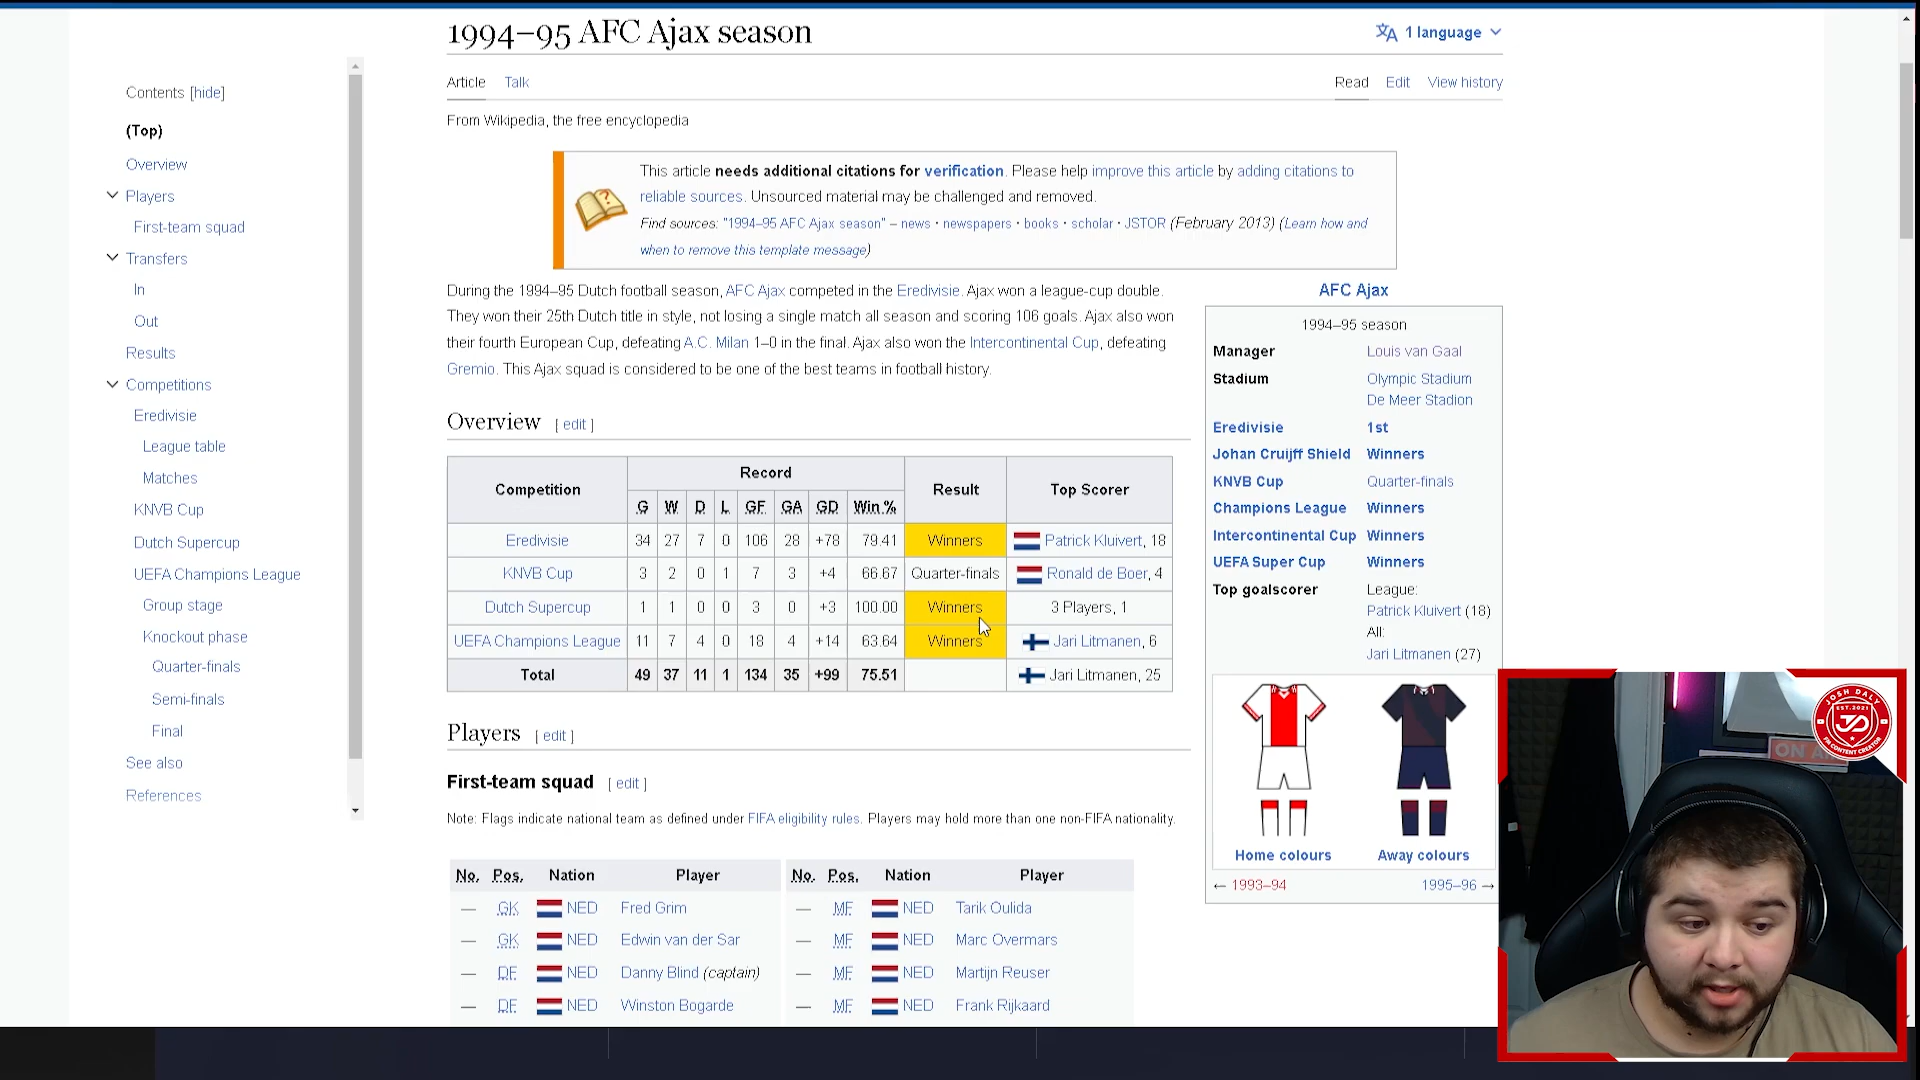 1994–95 AFC Ajax season
1 language
Article Talk
Read Edit View history
From Wikipedia, the free encyclopedia
Contents [hide]
(Top)
Overview
Players
First-team squad
Transfers
In
Out
Results
Competitions
Eredivisie
League table
Matches
KNVB Cup
Dutch Supercup
UEFA Champions League
Group stage
Knockout phase
Quarter-finals
Semi-finals
Final
See also
References
This article needs additional citations for verification. Please help improve this article by adding citations to
reliable sources. Unsourced material may be challenged and removed.
Find sources: "1994–95 AFC Ajax season" – news · newspapers · books · scholar · JSTOR (February 2013) (Learn how and
when to remove this template message)
During the 1994–95 Dutch football season, AFC Ajax competed in the Eredivisie. Ajax won a league-cup double.
They won their 25th Dutch title in style, not losing a single match all season and scoring 106 goals. Ajax also won
their fourth European Cup, defeating A.C. Milan 1–0 in the final. Ajax also won the Intercontinental Cup, defeating
Gremio. This Ajax squad is considered to be one of the best teams in football history.
Overview [ edit ]
Competition Record Result Top Scorer
G W D L GF GA GD Win %
Eredivisie 34 27 7 0 106 28 +78 79.41 Winners Patrick Kluivert, 18
KNVB Cup 3 2 0 1 7 3 +4 66.67 Quarter-finals Ronald de Boer, 4
Dutch Supercup 1 1 0 0 3 0 +3 100.00 Winners 3 Players, 1
UEFA Champions League 11 7 4 0 18 4 +14 63.64 Winners Jari Litmanen, 6
Total 49 37 11 1 134 35 +99 75.51 Jari Litmanen, 25
Players [ edit ]
First-team squad [ edit ]
Note: Flags indicate national team as defined under FIFA eligibility rules. Players may hold more than one non-FIFA nationality.
No. Pos. Nation Player No. Pos. Nation Player
— GK NED Fred Grim — MF NED Tarik Oulida
— GK NED Edwin van der Sar — MF NED Marc Overmars
— DF NED Danny Blind (captain) — MF NED Martijn Reuser
— DF NED Winston Bogarde — MF NED Frank Rijkaard
AFC Ajax
1994–95 season
Manager Louis van Gaal
Stadium Olympic Stadium
De Meer Stadion
Eredivisie 1st
Johan Cruijff Shield Winners
KNVB Cup Quarter-finals
Champions League Winners
Intercontinental Cup Winners
UEFA Super Cup Winners
Top goalscorer League:
Patrick Kluivert (18)
All:
Jari Litmanen (27)
Home colours Away colours
← 1993–94 1995–96 →
JOSH DALY
EST.2021
JD
FM CONTENT CREATOR
ON A